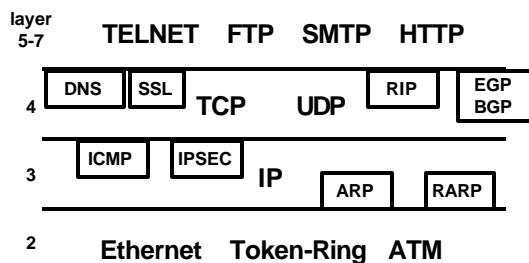 layer
5-7 TELNET FTP SMTP HTTP
DNS SSL RIP EGP
BGP
4 TCP UDP
ICMP IPSEC
3 IP
ARP RARP
2 Ethernet Token-Ring ATM